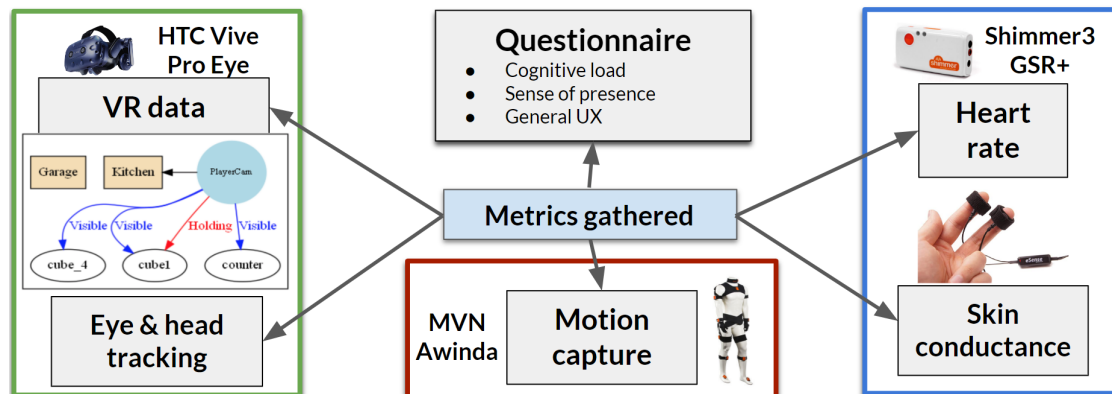 HTC Vive
Pro Eye
VR data
Garage
Kitchen
PlayerCam
Visible
Visible
Holding
Visible
cube_4
cube1
counter
Eye & head
tracking
Questionnaire
● Cognitive load
● Sense of presence
● General UX
Metrics gathered
MVN
Awinda
Motion
capture
Shimmer3
GSR+
shimmer
Heart
rate
eSense
Skin
conductance